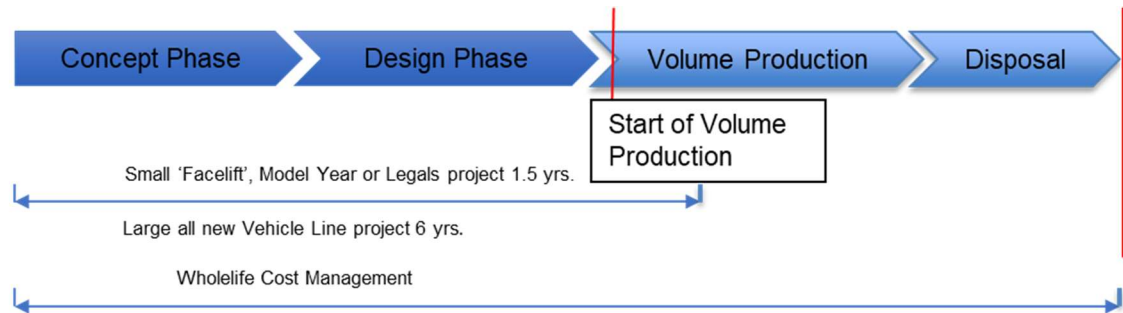 Concept Phase
Design Phase
Volume Production
Disposal
Start of Volume
Production
Small ‘Facelift’, Model Year or Legals project 1.5 yrs.
Large all new Vehicle Line project 6 yrs.
Wholelife Cost Management